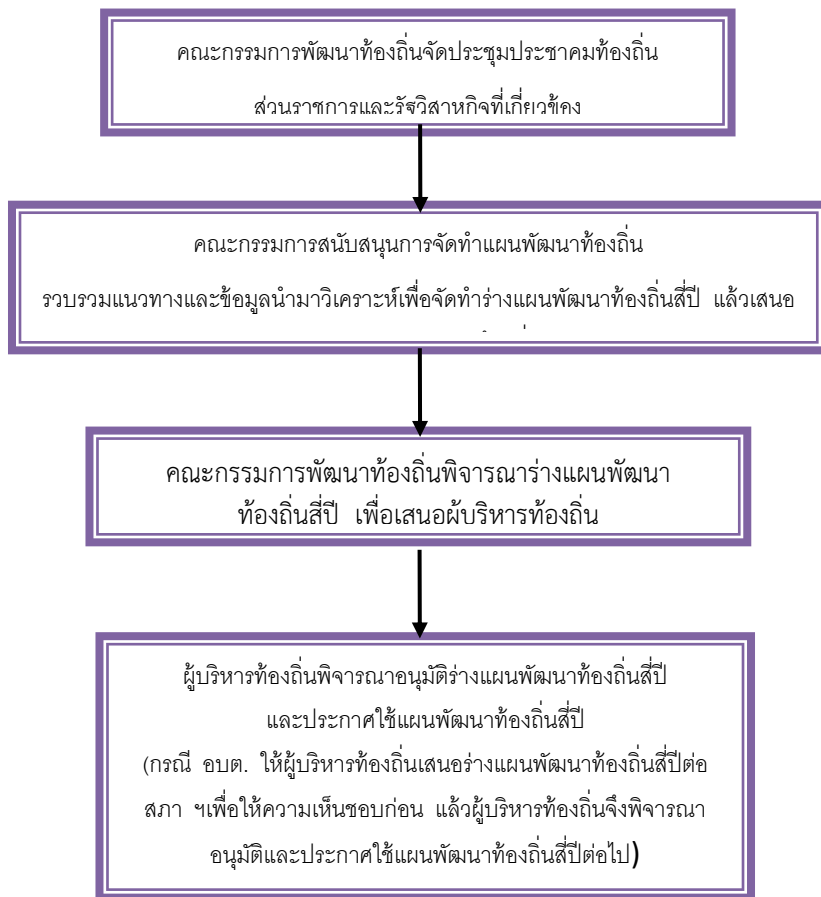 คณะกรรมการพัฒนาท้องถิ่นจัดประชุมประชาคมท้องถิ่น
ส่วนราชการและรัฐวิสาหกิจที่เกี่ยวข้อง
คณะกรรมการสนับสนุนการจัดทำแผนพัฒนาท้องถิ่น
รวบรวมแนวทางและข้อมูลนำมาวิเคราะห์เพื่อจัดทำร่างแผนพัฒนาท้องถิ่นสี่ปี แล้วเสนอ
คณะกรรมการพัฒนาท้องถิ่นพิจารณาร่างแผนพัฒนา
ท้องถิ่นสี่ปี เพื่อเสนอผู้บริหารท้องถิ่น
ผู้บริหารท้องถิ่นพิจารณาอนุมัติร่างแผนพัฒนาท้องถิ่นสี่ปี
และประกาศใช้แผนพัฒนาท้องถิ่นสี่ปี
(กรณี อบต. ให้ผู้บริหารท้องถิ่นเสนอร่างแผนพัฒนาท้องถิ่นสี่ปีต่อ
สภา ฯเพื่อให้ความเห็นชอบก่อน แล้วผู้บริหารท้องถิ่นจึงพิจารณา
อนุมัติและประกาศใช้แผนพัฒนาท้องถิ่นสี่ปีต่อไป)